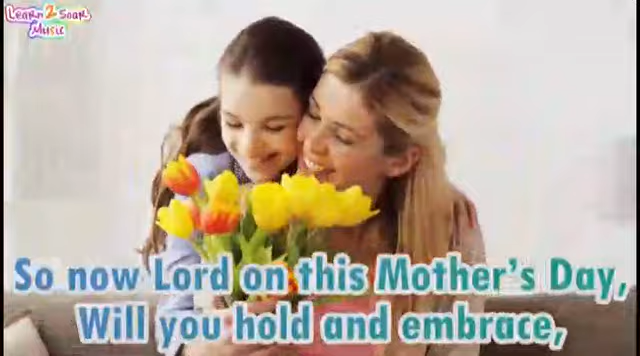 Learn 2 Soar
Music
So now Lord on this Mother's Day,
Will you hold and embrace,